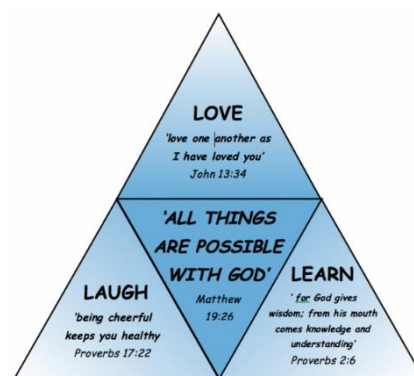 LOVE
'love one another as
I have loved you'
John 13:34
'ALL THINGS
ARE POSSIBLE
WITH GOD'
Matthew
19:26
LAUGH
'being cheerful
keeps you healthy
Proverbs 17:22
LEARN
' for God gives
wisdom; from his mouth
comes knowledge and
understanding'
Proverbs 2:6